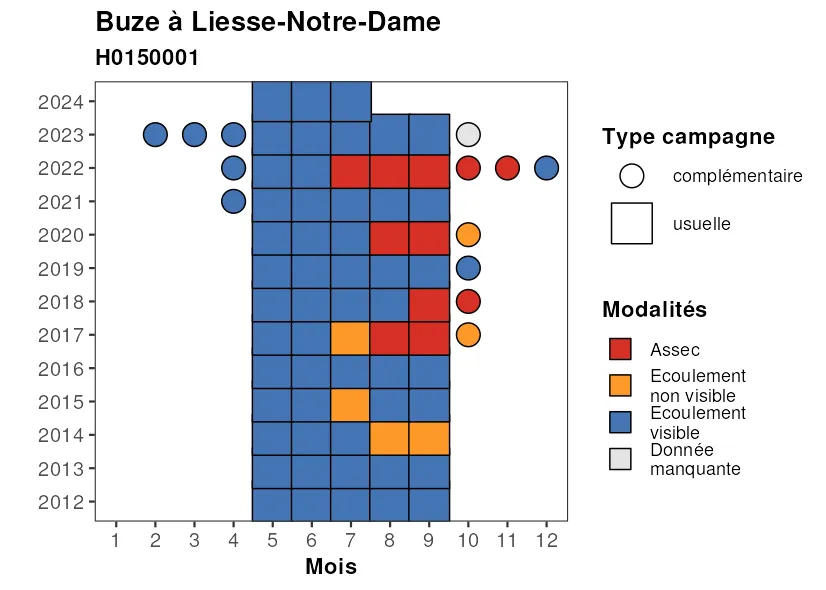 Buze à Liesse-Notre-Dame
H0150001
2024
2023
2022
2021
2020
2019
2018
2017
2016
2015
2014
2013
2012
1 2 3 4 5 6 7 8 9 10 11 12
Mois
Type campagne
complémentaire
usuelle
Modalités
Assec
Ecoulement
non visible
Ecoulement
visible
Donnée
manquante